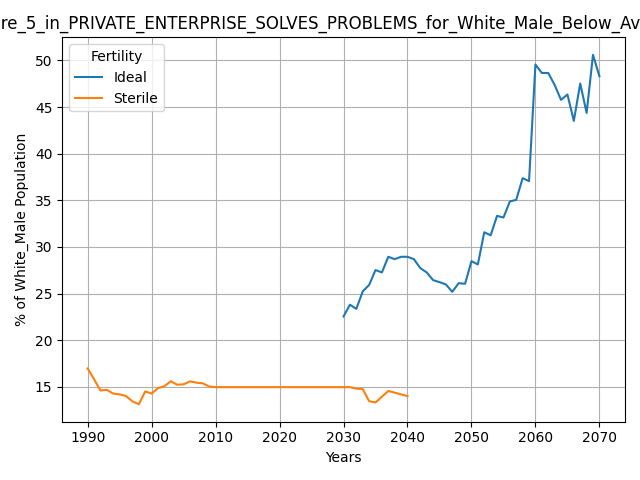 re_5_in_PRIVATE_ENTERPRISE_SOLVES_PROBLEMS_for_White_Male_Below_Av
Fertility
Ideal
Sterile
% of White_Male Population
50
45
40
35
30
25
20
15
1990 2000 2010 2020 2030 2040 2050 2060 2070
Years